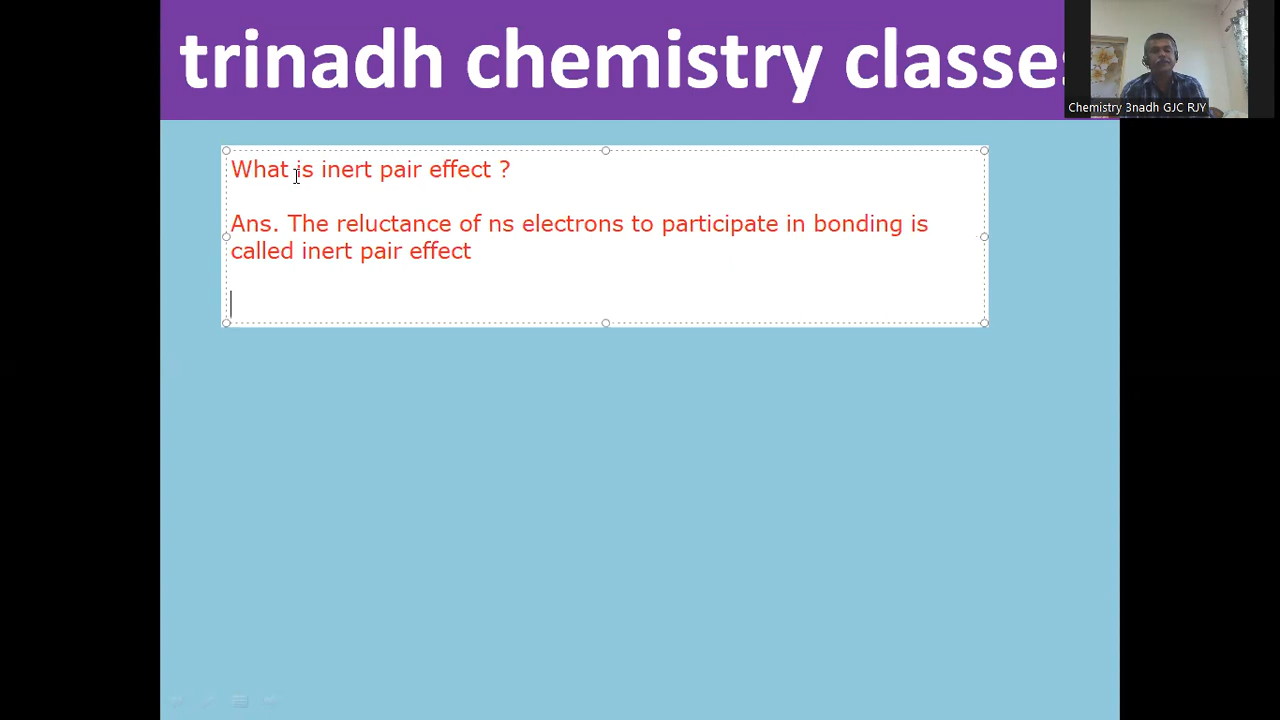 trinadh chemistry classes
Chemistry 3nadh GJC RJY
What is inert pair effect ?
Ans. The reluctance of ns electrons to participate in bonding is
called inert pair effect